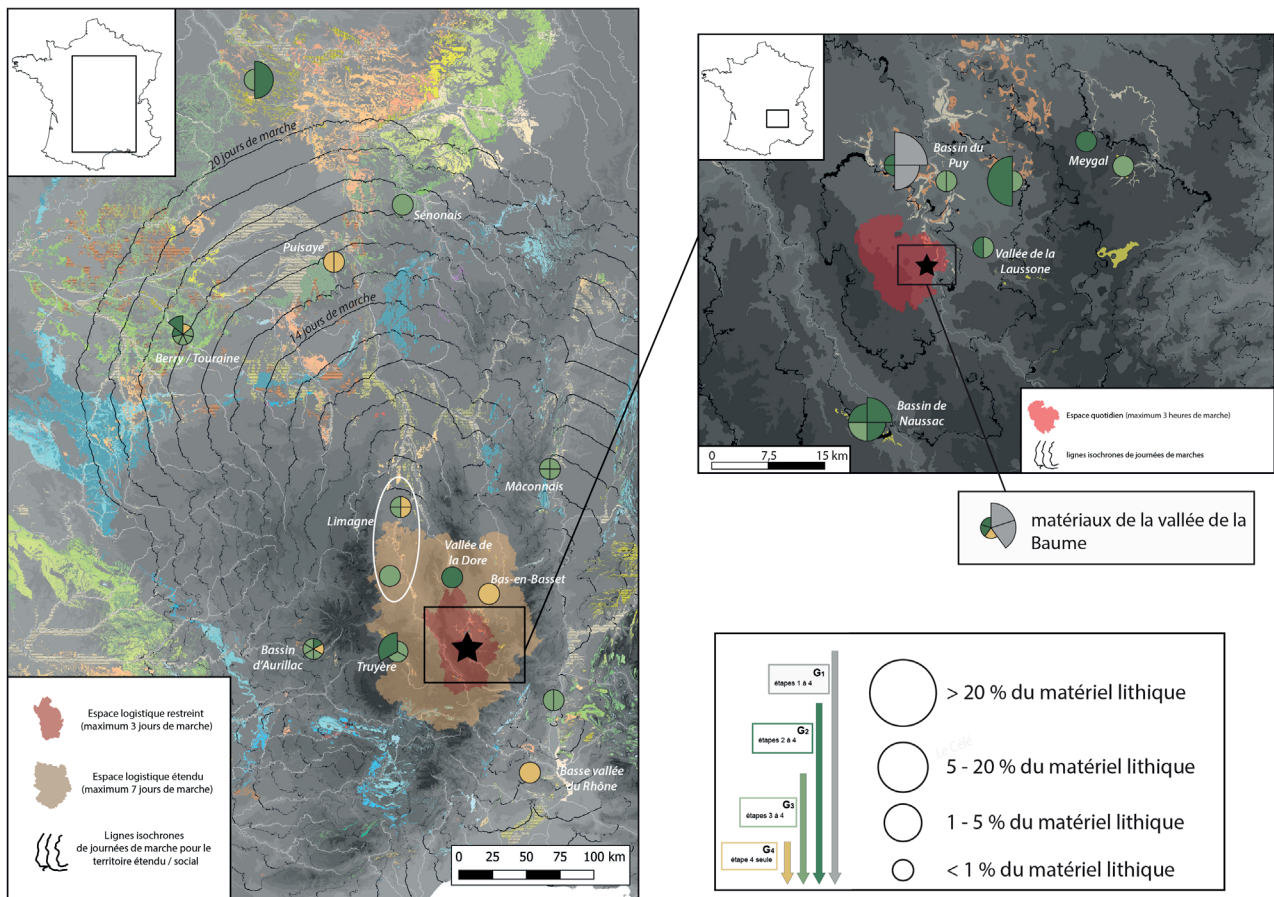 20 jours de marche
Sénonais
Puisaye
14 jours de marche
Berry / Touraine
Mâconnais
Limagne
Vallée de
la Dore
Bas-en-Basset
Bassin
d'Aurillac
Truyère
Basse vallée
du Rhône
Espace logistique restreint
(maximum 3 jours de marche)
Espace logistique étendu
(maximum 7 jours de marche)
Lignes isochrones
de journées de marche pour le
territoire étendu / social
0 25 50 75 100 km
Bassin du
Puy
Meygal
Vallée de la
Laussone
Bassin de
Naussac
0 7,5 15 km
Espace quotidien (maximum 3 heures de marche)
lignes isochrones de journées de marches
matériaux de la vallée de la
Baume
G1
étapes 1 à 4
G2
étapes 2 à 4
G3
étapes 3 à 4
G4
étape 4 seule
> 20 % du matériel lithique
Le Célé
5 - 20 % du matériel lithique
1 - 5 % du matériel lithique
< 1 % du matériel lithique